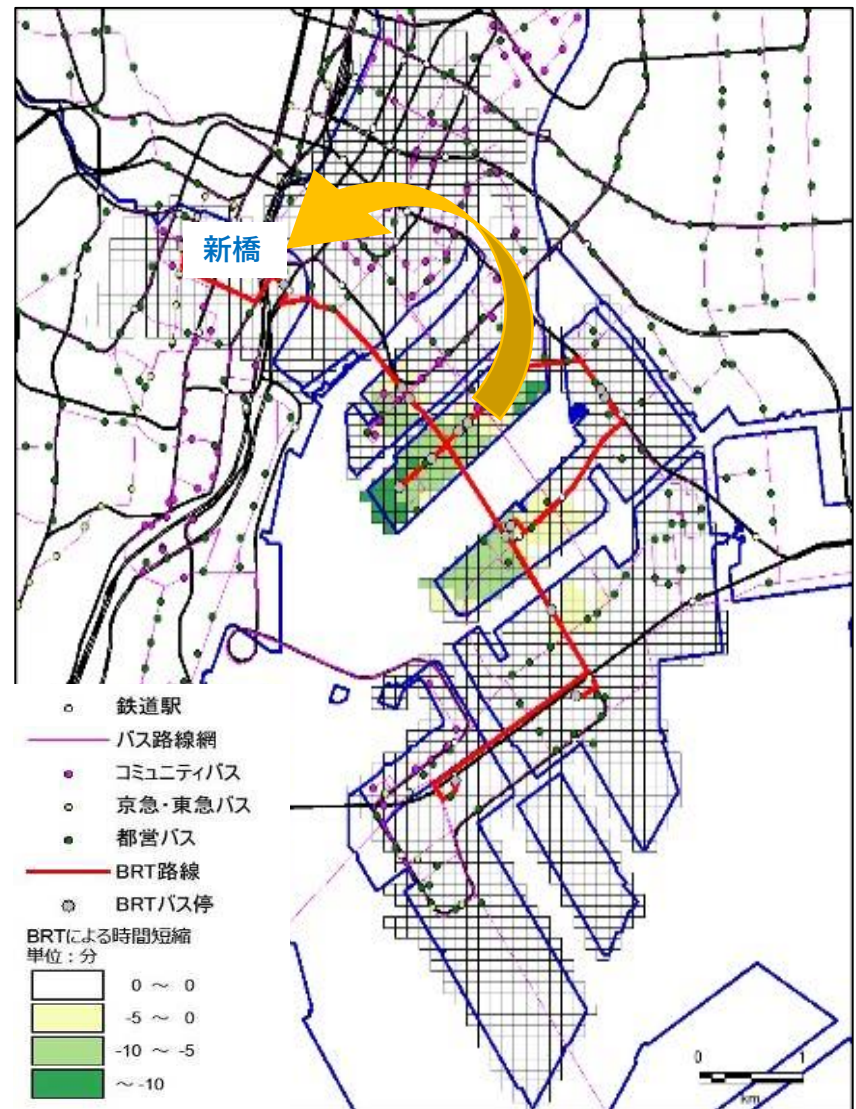 新橋
鉄道駅
バス路線網
コミュニティバス
京急・東急バス
都営バス
BRT路線
BRTバス停
BRTによる時間短縮
単位：分
0 ～ 0
-5 ～ 0
-10 ～ -5
～ -10
0 1
km